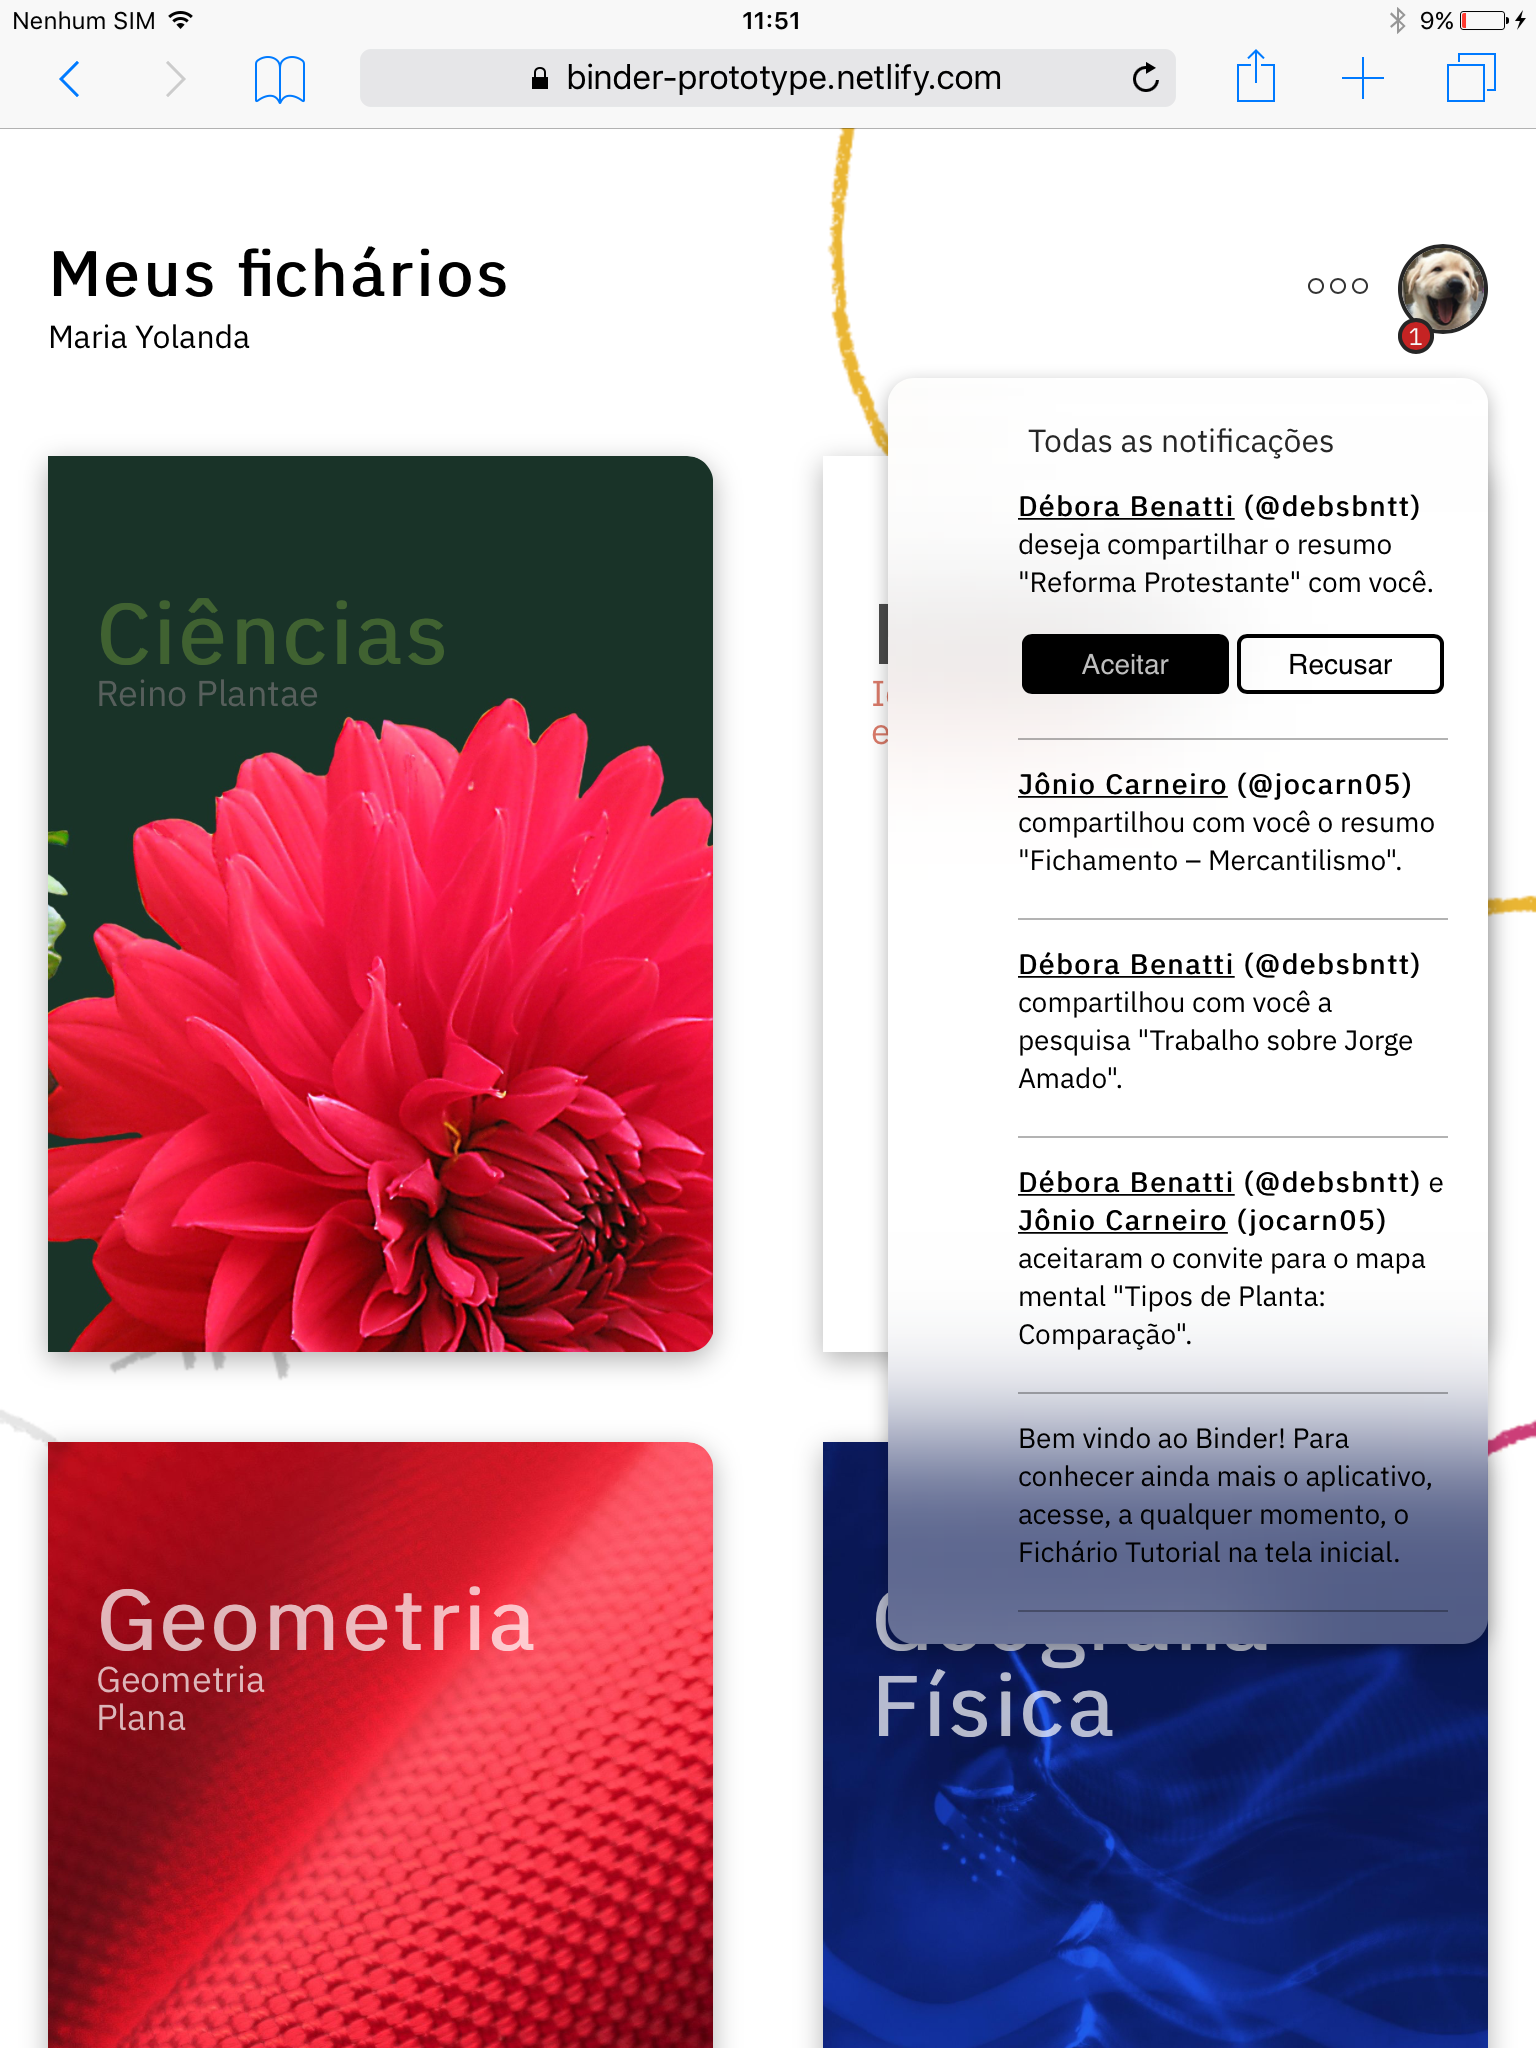 Nenhum SIM
11:51
9%
binder-prototype.netlify.com
Meus fichários
Maria Yolanda
1
Todas as notificações
Débora Benatti (@debsbntt)
deseja compartilhar o resumo
"Reforma Protestante" com você.
Aceitar
Recusar
Jônio Carneiro (@jocarn05)
compartilhou com você o resumo
"Fichamento – Mercantilismo".
Débora Benatti (@debsbntt)
compartilhou com você a
pesquisa "Trabalho sobre Jorge
Amado".
Débora Benatti (@debsbntt) e
Jônio Carneiro (jocarn05)
aceitaram o convite para o mapa
mental "Tipos de Planta:
Comparação".
Bem vindo ao Binder! Para
conhecer ainda mais o aplicativo,
acesse, a qualquer momento, o
Fichário Tutorial na tela inicial.
Ciências
Reino Plantae
Geometria
Geometria
Plana
Geografia
Física